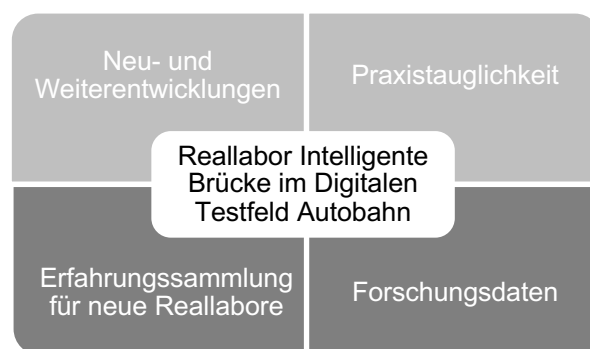 Neu- und
Weiterentwicklungen
Praxistauglichkeit
Reallabor Intelligente
Brücke im Digitalen
Testfeld Autobahn
Erfahrungssammlung
für neue Reallabore
Forschungsdaten